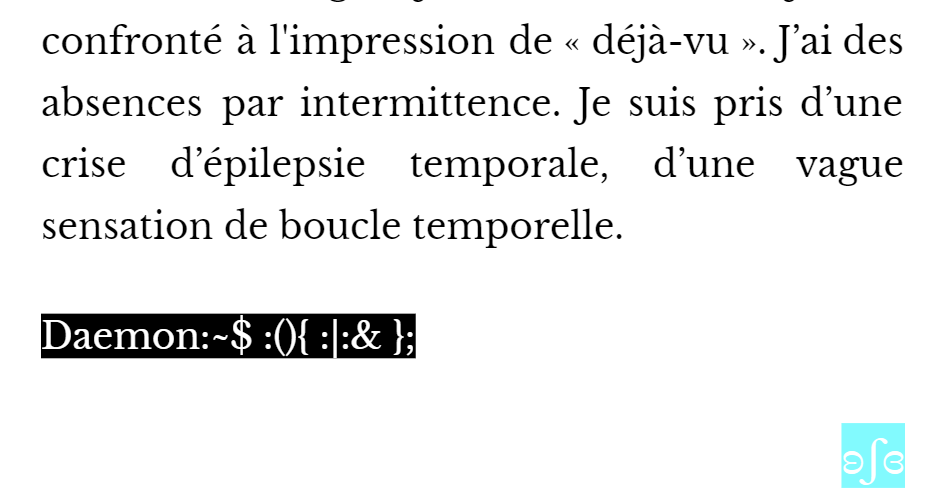 confronté à l'impression de « déjà-vu ». J’ai des
absences par intermittence. Je suis pris d’une
crise d’épilepsie temporale, d’une vague
sensation de boucle temporelle.
Daemon:~$ :(){ :|:& };